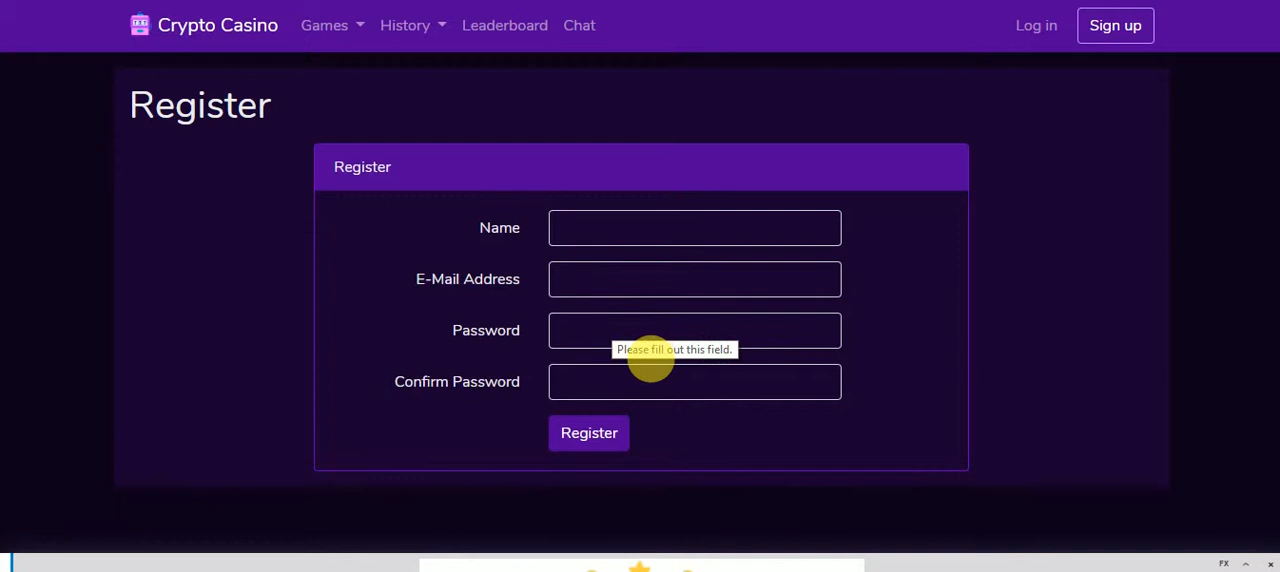 Crypto Casino Games History Leaderboard Chat Log in Sign up
Register
Register
Name
E-Mail Address
Password
Please fill out this field.
Confirm Password
Register
FX